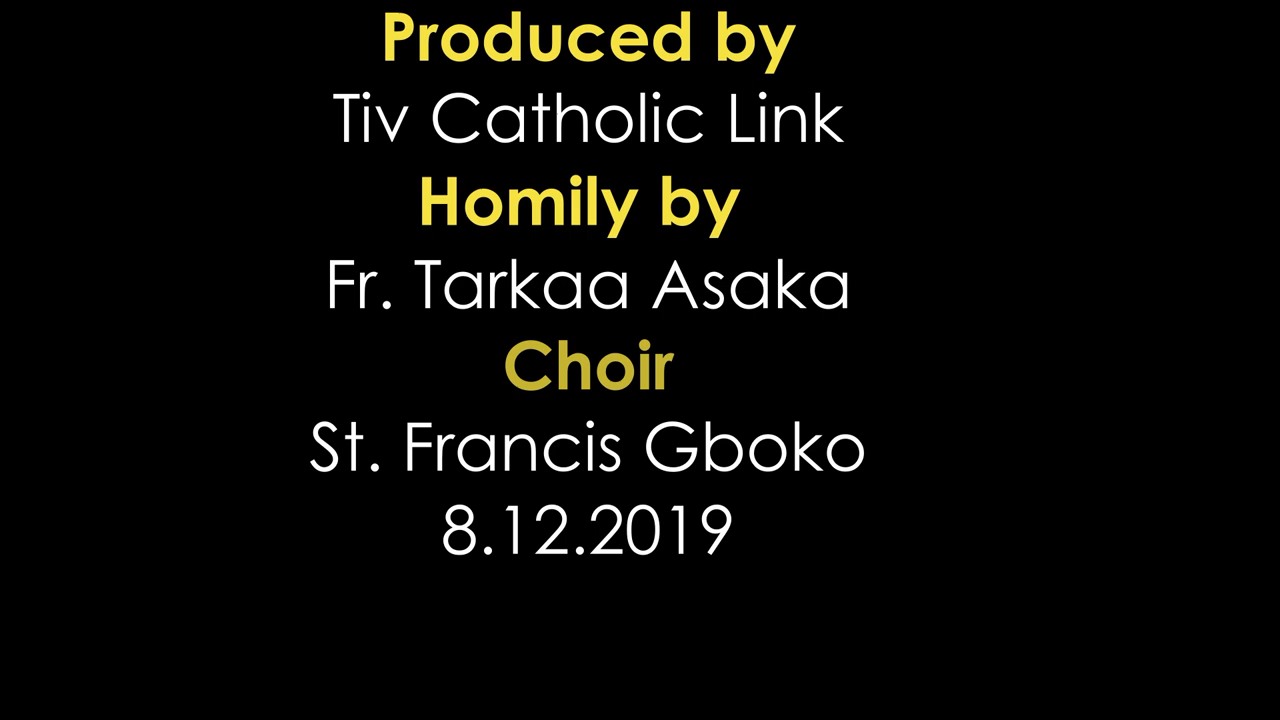 Produced by
Tiv Catholic Link
Homily by
Fr. Tarkaa Asaka
Choir
St. Francis Gboko
8.12.2019